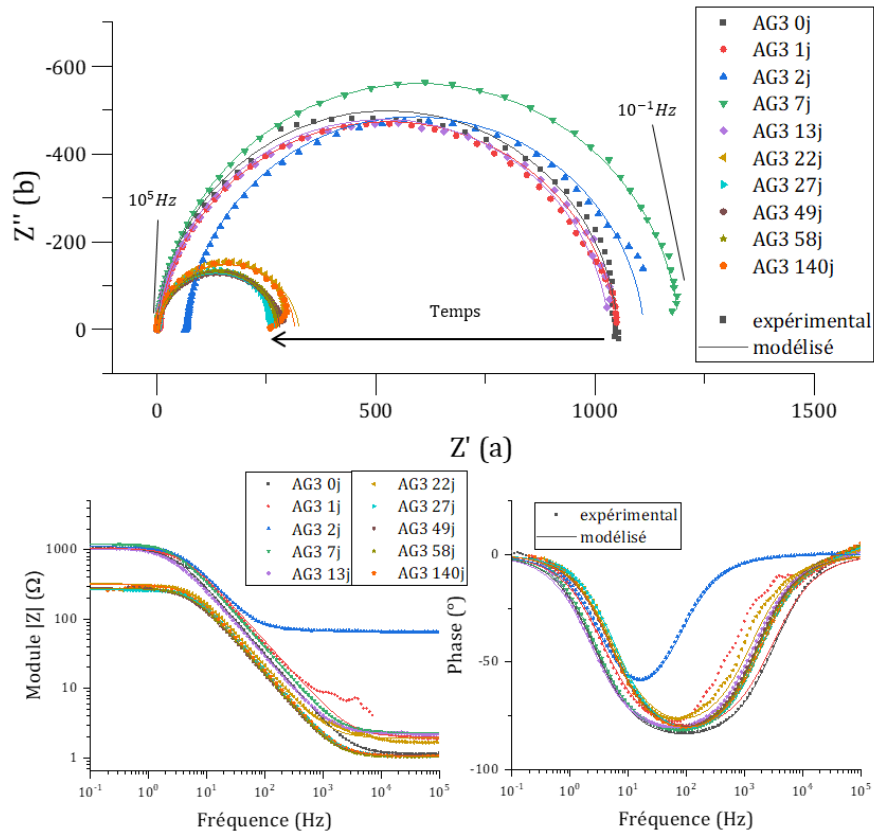 -600
-400
-200
0
Z'' (b)
10⁵Hz
10⁻¹Hz
Temps
0
500
1000
1500
Z' (a)
AG3 0j
AG3 1j
AG3 2j
AG3 7j
AG3 13j
AG3 22j
AG3 27j
AG3 49j
AG3 58j
AG3 140j
expérimental
modélisé
AG3 0j
AG3 1j
AG3 2j
AG3 7j
AG3 13j
AG3 22j
AG3 27j
AG3 49j
AG3 58j
AG3 140j
Module |Z| (Ω)
1000
100
10
1
10⁻¹
10⁰
10¹
10²
10³
10⁴
10⁵
Fréquence (Hz)
expérimental
modélisé
Phase (°)
0
-50
-100
10⁻¹
10⁰
10¹
10²
10³
10⁴
10⁵
Fréquence (Hz)